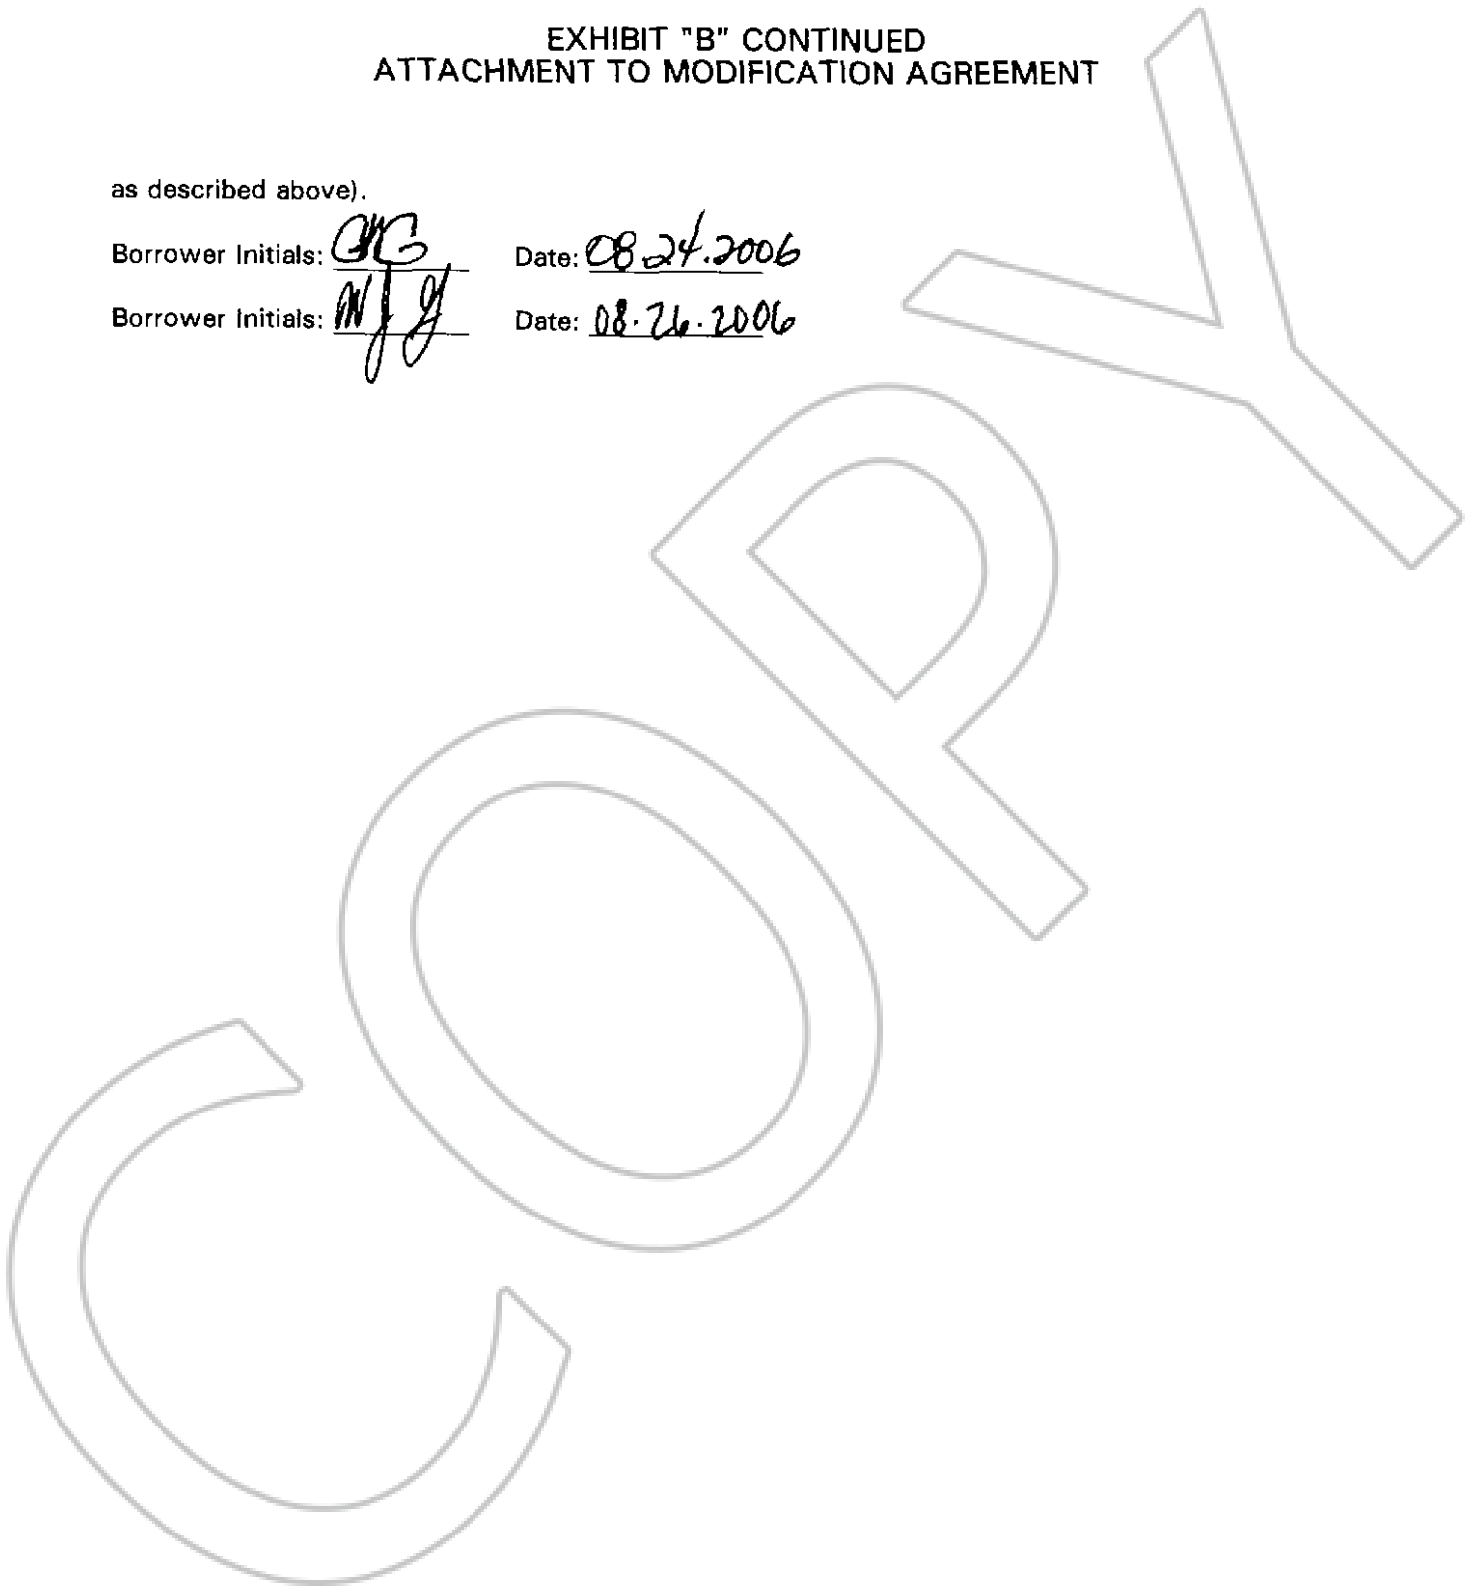 EXHIBIT "B" CONTINUED
ATTACHMENT TO MODIFICATION AGREEMENT
as described above).
Borrower Initials: Date: 08.24.2006
Borrower Initials: MJG Date: 08.26.2006
COPY